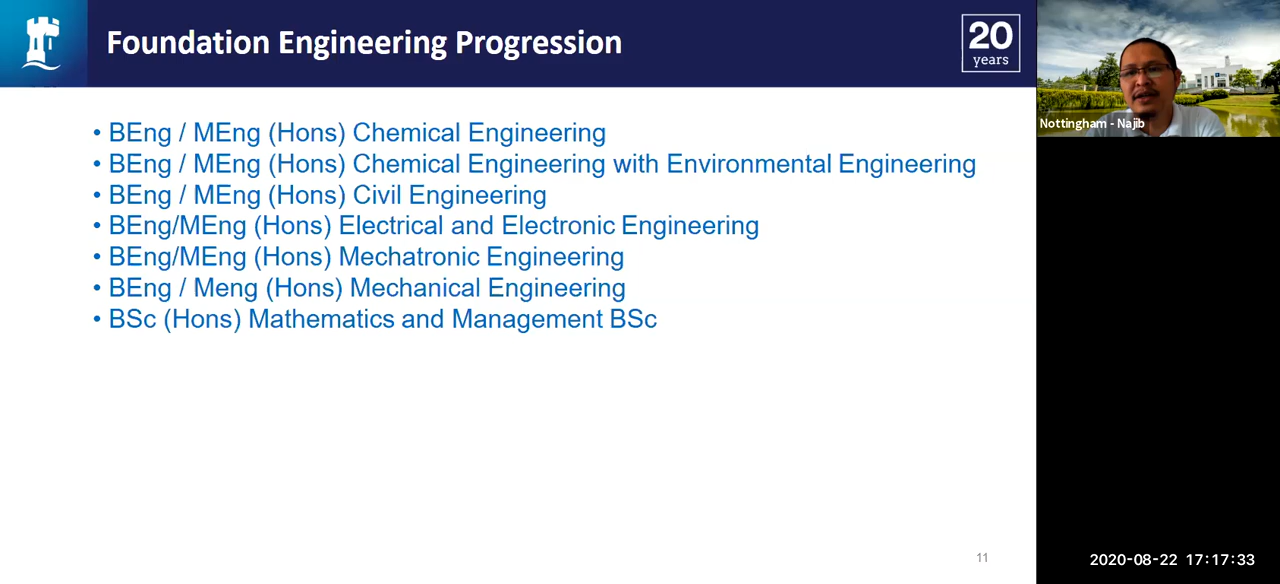 Foundation Engineering Progression
20
years
• BEng / MEng (Hons) Chemical Engineering
• BEng / MEng (Hons) Chemical Engineering with Environmental Engineering
• BEng / MEng (Hons) Civil Engineering
• BEng/MEng (Hons) Electrical and Electronic Engineering
• BEng/MEng (Hons) Mechatronic Engineering
• BEng / Meng (Hons) Mechanical Engineering
• BSc (Hons) Mathematics and Management BSc
11
Nottingham - Najib
2020-08-22 17:17:33